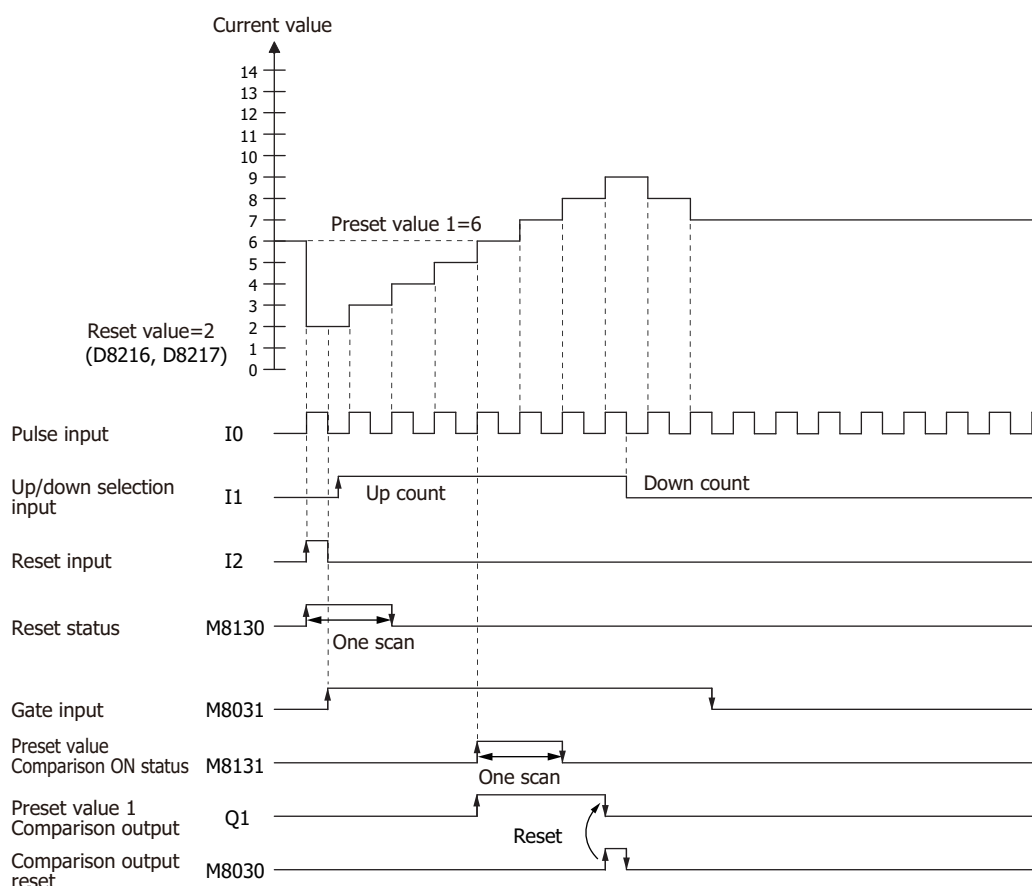 Current value
14
13
12
11
10
9
8
7
Preset value 1=6
6
5
4
3
Reset value=2
2
(D8216, D8217)
1
0
Pulse input I0
Up/down selection
input I1
Up count
Down count
Reset input I2
Reset status M8130
One scan
Gate input M8031
Preset value
Comparison ON status M8131
One scan
Preset value 1
Comparison output Q1
Reset
Comparison output
reset M8030